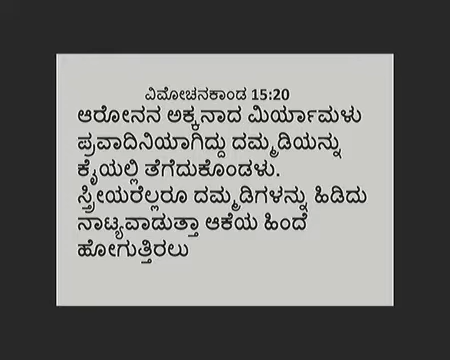 ವಿಮೋಚನಕಾಂಡ 15:20
ಆರೋನನ ಅಕ್ಕನಾದ ಮಿರ್ಯಾಮಳು
ಪ್ರವಾದಿನಿಯಾಗಿದ್ದು ದಮ್ಮಡಿಯನ್ನು
ಕೈಯಲ್ಲಿ ತೆಗೆದುಕೊಂಡಳು.
ಸ್ತ್ರೀಯರೆಲ್ಲರೂ ದಮ್ಮಡಿಗಳನ್ನು ಹಿಡಿದು
ನಾಟ್ಯವಾಡುತ್ತಾ ಆಕೆಯ ಹಿಂದೆ
ಹೋಗುತ್ತಿರಲು